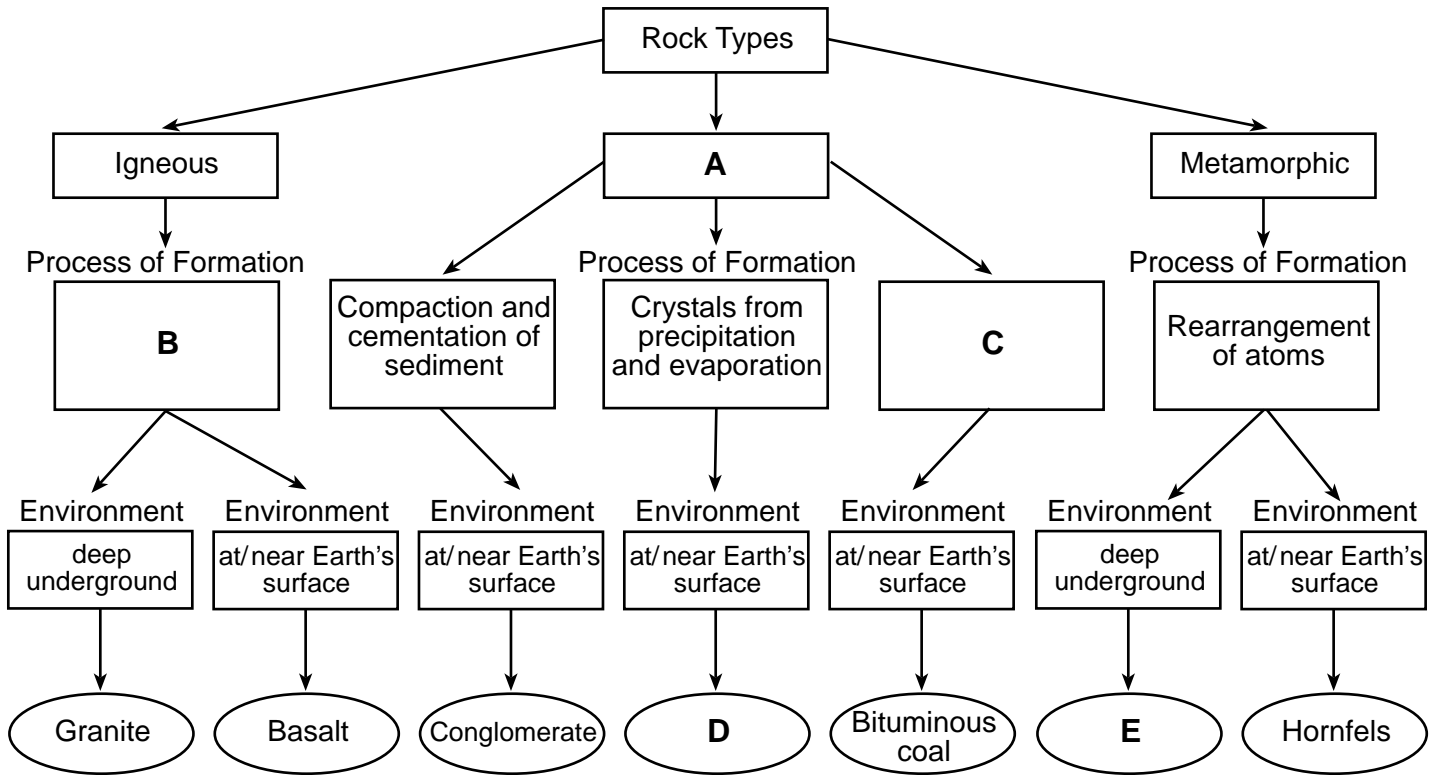 Rock Types
Igneous
A
Metamorphic
Process of Formation
Process of Formation
Process of Formation
B
Compaction and
cementation of
sediment
Crystals from
precipitation
and evaporation
C
Rearrangement
of atoms
Environment
deep
underground
Environment
at/near Earth's
surface
Environment
at/near Earth's
surface
Environment
at/near Earth's
surface
Environment
at/near Earth's
surface
Environment
deep
underground
Environment
at/near Earth's
surface
Granite
Basalt
Conglomerate
D
Bituminous
coal
E
Hornfels